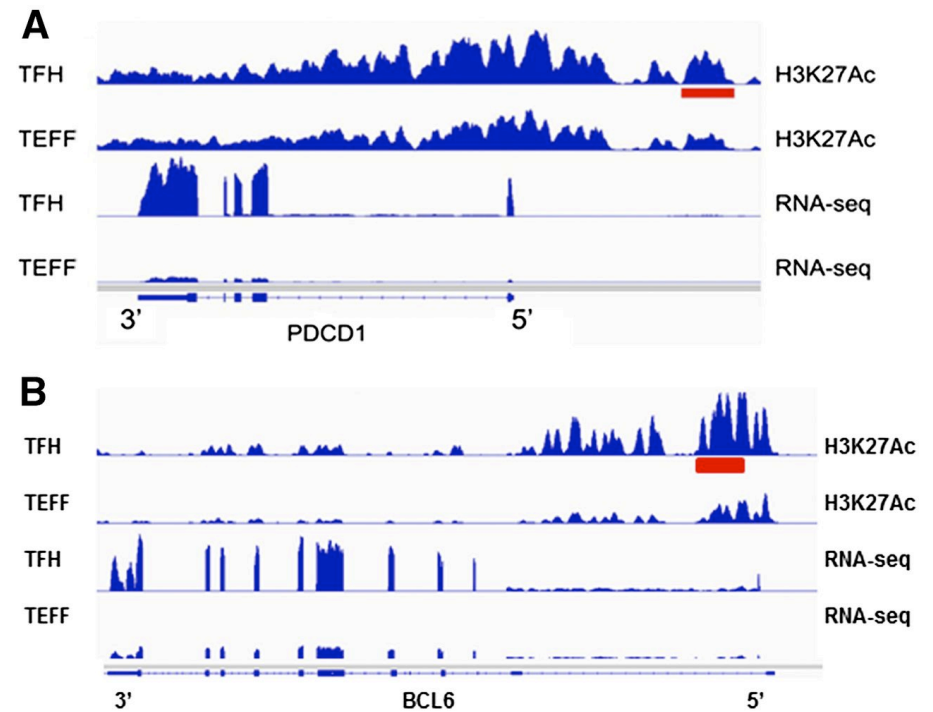 A
TFH H3K27Ac
TEFF H3K27Ac
TFH RNA-seq
TEFF RNA-seq
3’ 5’
PDCD1
B
TFH H3K27Ac
TEFF H3K27Ac
TFH RNA-seq
TEFF RNA-seq
3’ BCL6 5’